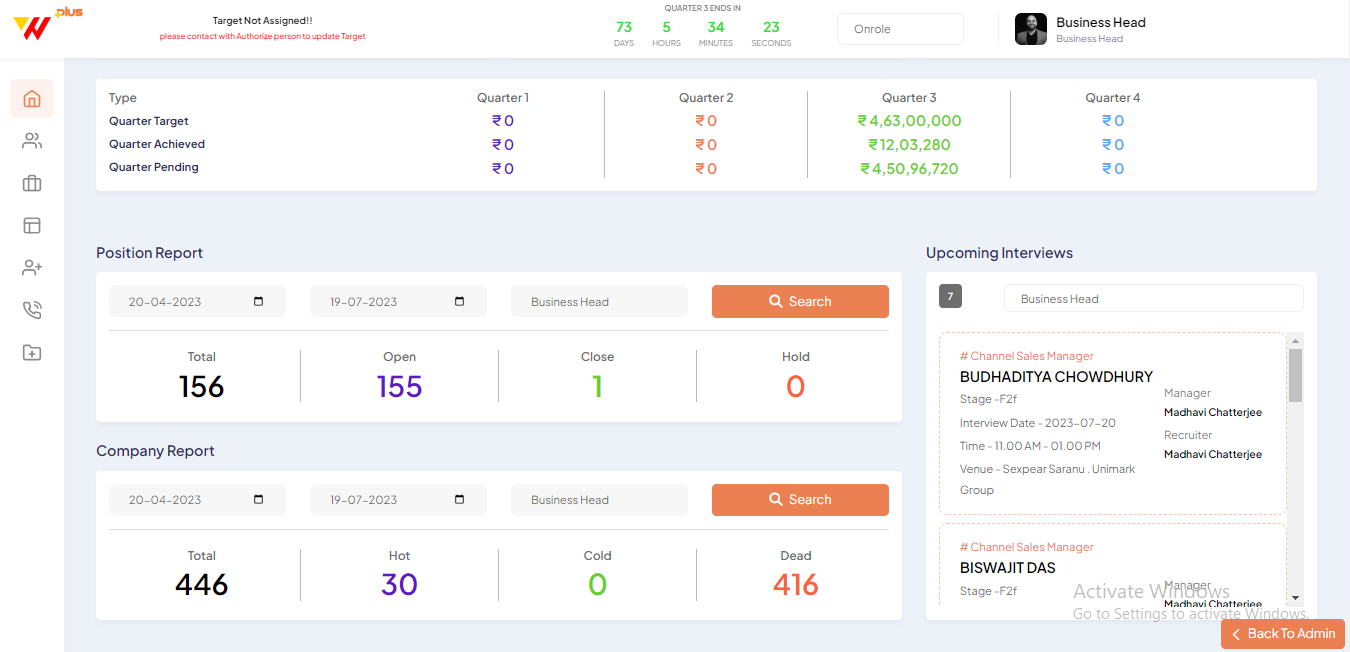 plus
Target Not Assigned!!
please contact with Authorize person to update Target
QUARTER 3 ENDS IN
73 5 34 23
DAYS HOURS MINUTES SECONDS
Onrole
Business Head
Business Head
Type Quarter 1 Quarter 2 Quarter 3 Quarter 4
Quarter Target ₹ 0 ₹ 0 ₹ 4,63,00,000 ₹ 0
Quarter Achieved ₹ 0 ₹ 0 ₹ 12,03,280 ₹ 0
Quarter Pending ₹ 0 ₹ 0 ₹ 4,50,96,720 ₹ 0
Position Report
20-04-2023 19-07-2023 Business Head Search
Total Open Close Hold
156 155 1 0
Company Report
20-04-2023 19-07-2023 Business Head Search
Total Hot Cold Dead
446 30 0 416
Upcoming Interviews
7 Business Head
# Channel Sales Manager
BUDHADITYA CHOWDHURY
Stage -F2f
Interview Date - 2023-07-20
Time - 11.00 AM - 01.00 PM
Venue - Sexpear Saranu . Unimark
Group
Manager
Madhavi Chatterjee
Recruiter
Madhavi Chatterjee
# Channel Sales Manager
BISWAJIT DAS
Stage -F2f
Manager
Madhavi Chatterjee
Activate Windows
Go to Settings to activate Windows.
Back To Admin